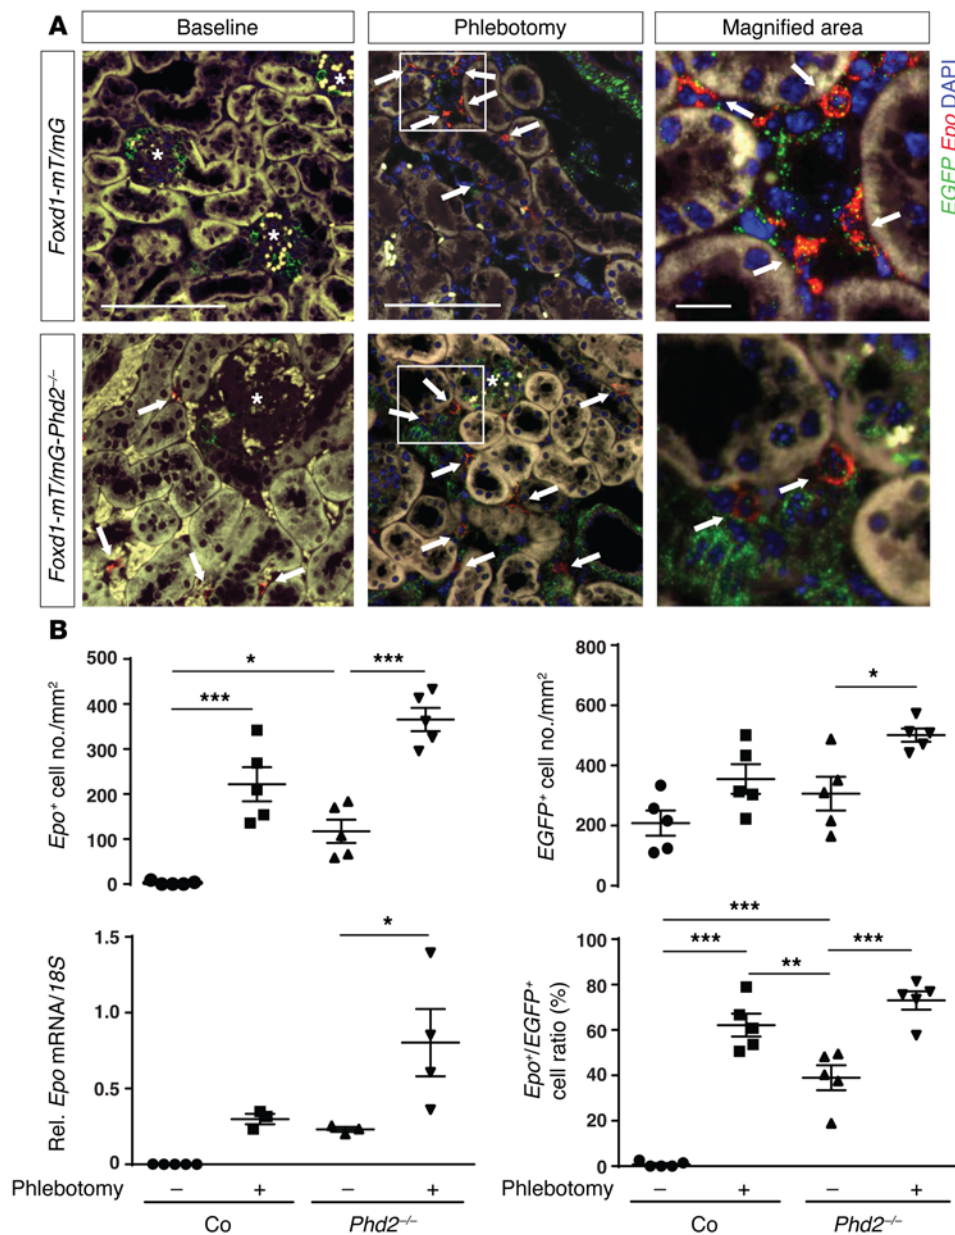 A
Baseline
Phlebotomy
Magnified area
Foxd1-mT/mG
EGFP Epo DAPI
*
*
*
Foxd1-mT/mG-Phd2–/–
*
*
B
Epo+ cell no./mm2
500
400
300
200
100
0
***
*
***
EGFP+ cell no./mm2
800
600
400
200
0
*
Rel. Epo mRNA/18S
1.5
1.0
0.5
0
*
Epo+/EGFP+
cell ratio (%)
100
80
60
40
20
0
***
***
**
***
Phlebotomy
– + – +
Co Phd2–/–
– + – +
Co Phd2–/–